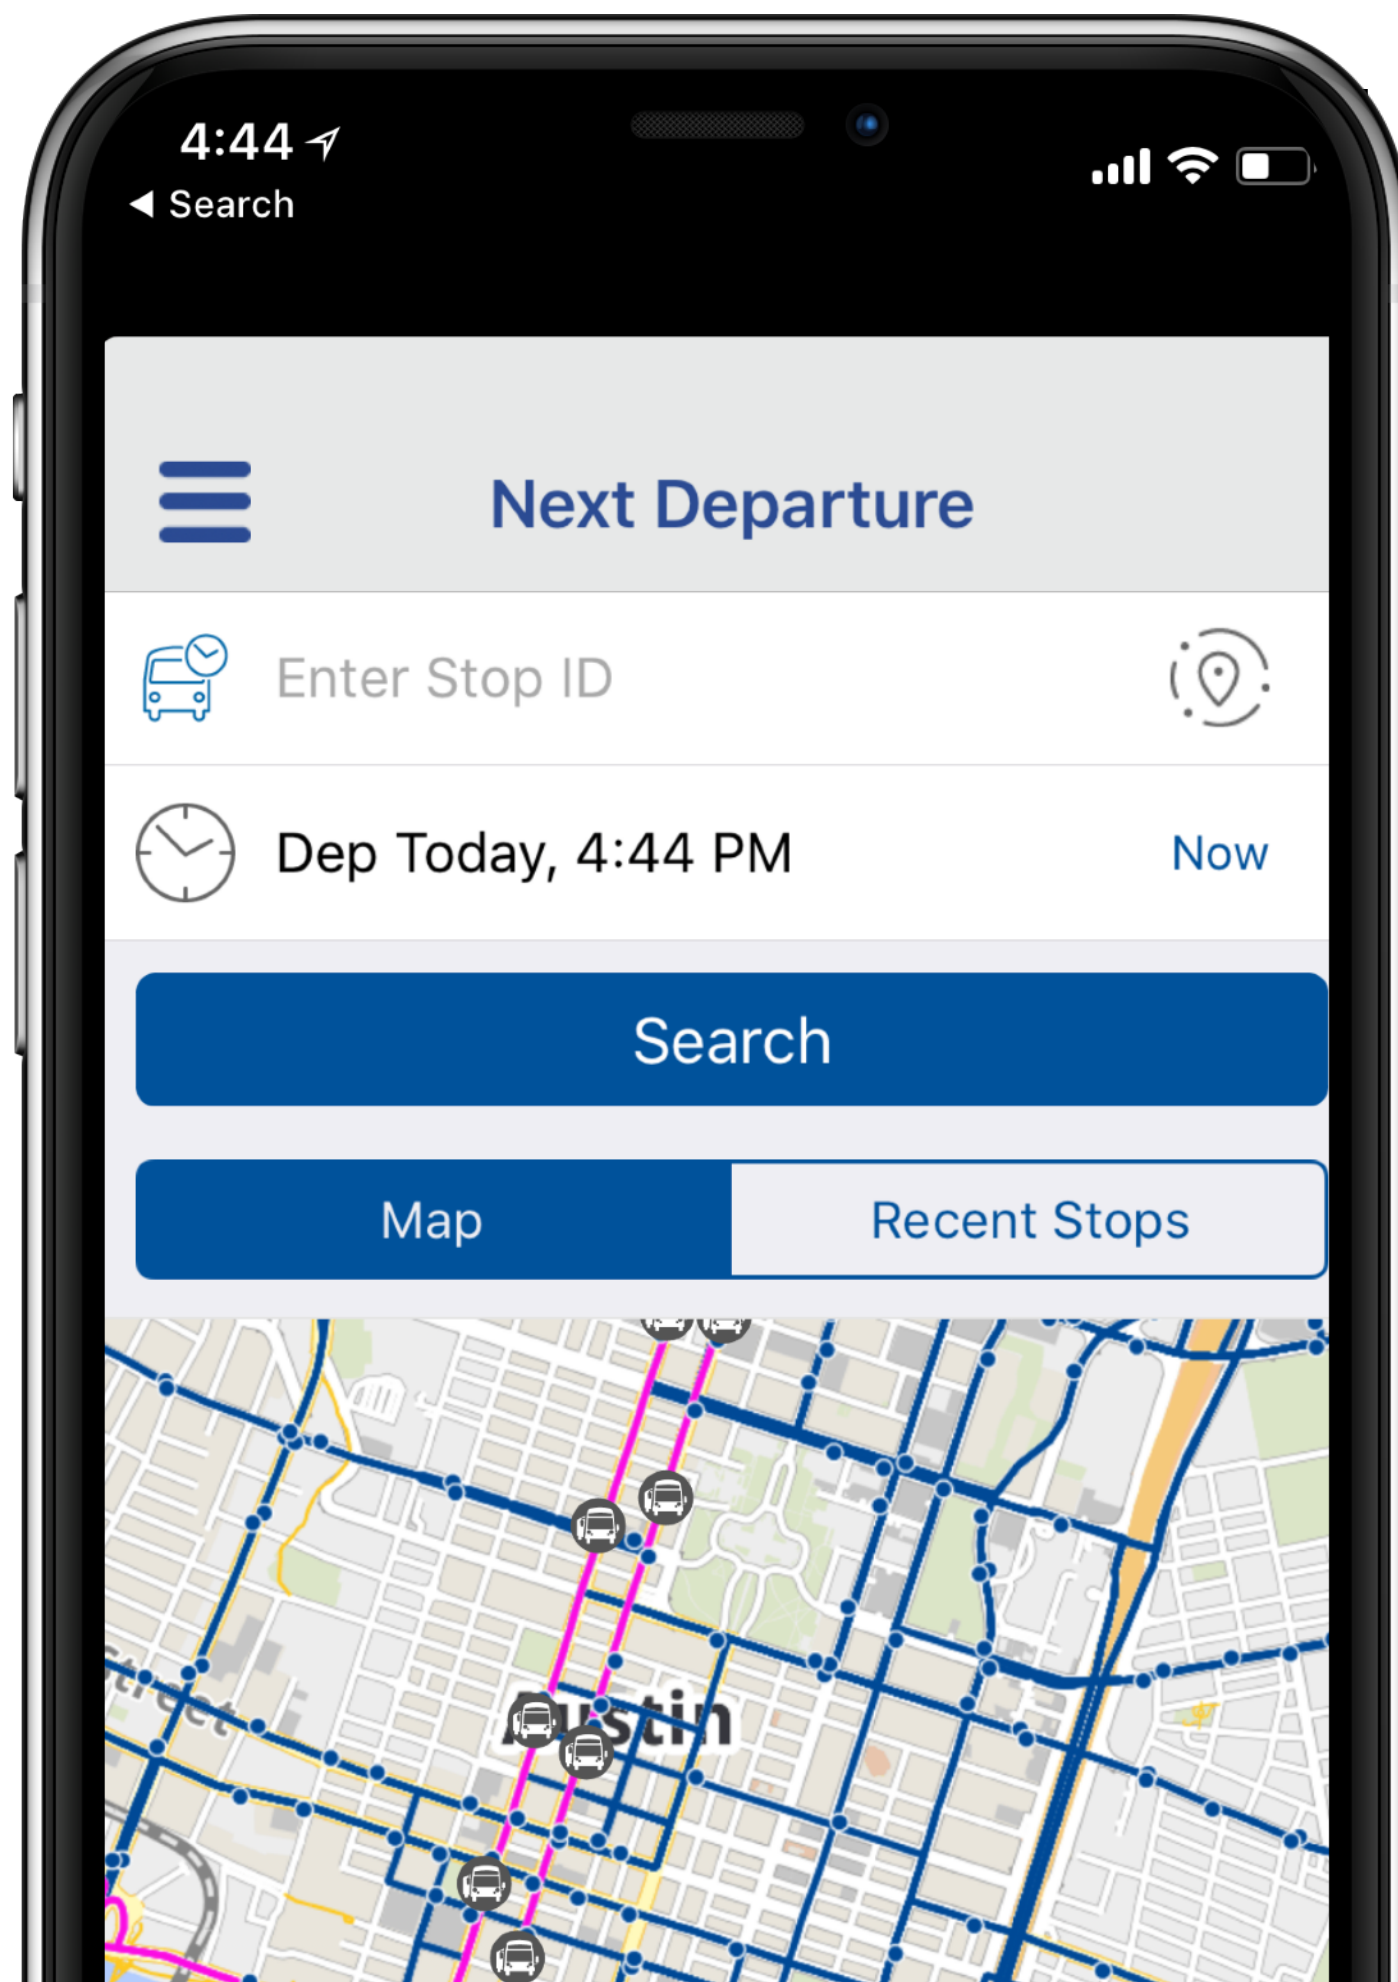 4:44
Search
Next Departure
Enter Stop ID
Dep Today, 4:44 PM
Now
Search
Map
Recent Stops
Street
Austin